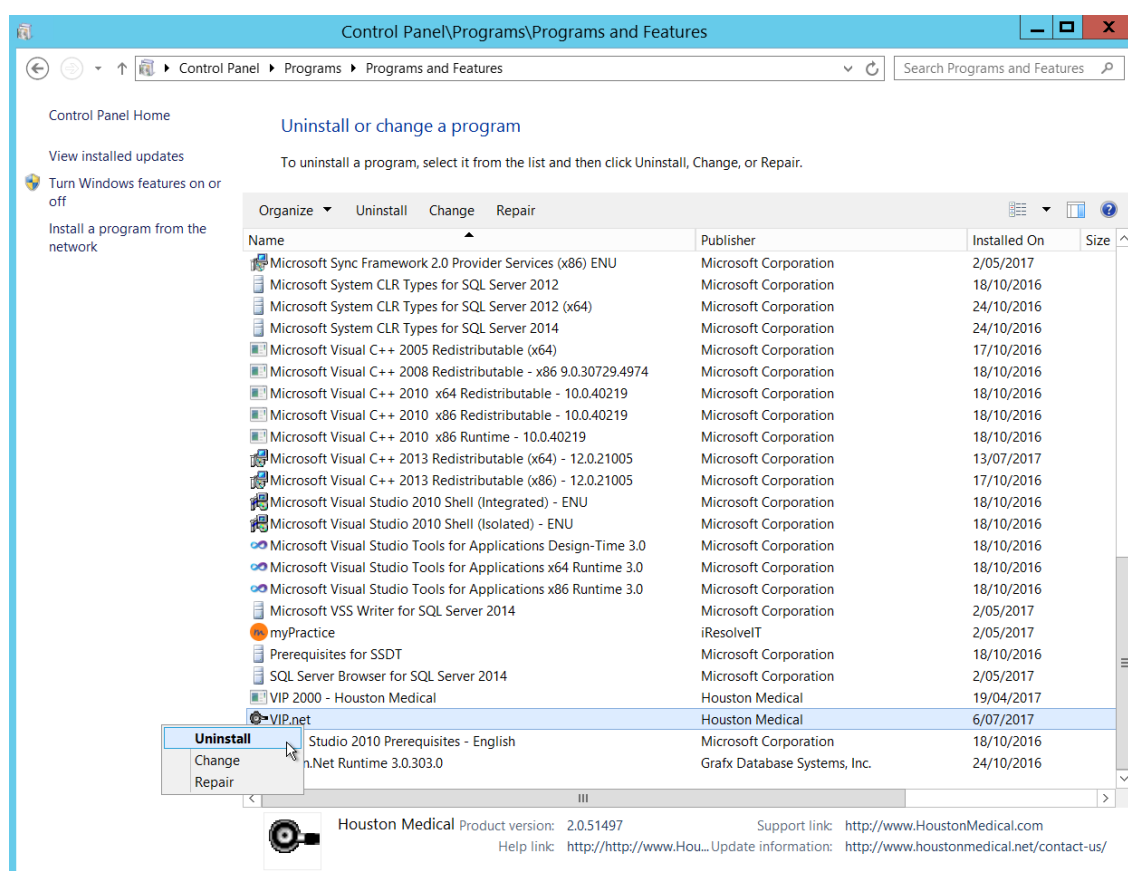 Control Panel\Programs\Programs and Features
Control Panel Programs Programs and Features
Search Programs and Features
Control Panel Home
View installed updates
Turn Windows features on or
off
Install a program from the
network
Uninstall or change a program
To uninstall a program, select it from the list and then click Uninstall, Change, or Repair.
Organize Uninstall Change Repair
Name Publisher Installed On Size
Microsoft Sync Framework 2.0 Provider Services (x86) ENU Microsoft Corporation 2/05/2017
Microsoft System CLR Types for SQL Server 2012 Microsoft Corporation 18/10/2016
Microsoft System CLR Types for SQL Server 2012 (x64) Microsoft Corporation 24/10/2016
Microsoft System CLR Types for SQL Server 2014 Microsoft Corporation 24/10/2016
Microsoft Visual C++ 2005 Redistributable (x64) Microsoft Corporation 17/10/2016
Microsoft Visual C++ 2008 Redistributable - x86 9.0.30729.4974 Microsoft Corporation 18/10/2016
Microsoft Visual C++ 2010 x64 Redistributable - 10.0.40219 Microsoft Corporation 18/10/2016
Microsoft Visual C++ 2010 x86 Redistributable - 10.0.40219 Microsoft Corporation 18/10/2016
Microsoft Visual C++ 2010 x86 Runtime - 10.0.40219 Microsoft Corporation 18/10/2016
Microsoft Visual C++ 2013 Redistributable (x64) - 12.0.21005 Microsoft Corporation 13/07/2017
Microsoft Visual C++ 2013 Redistributable (x86) - 12.0.21005 Microsoft Corporation 17/10/2016
Microsoft Visual Studio 2010 Shell (Integrated) - ENU Microsoft Corporation 18/10/2016
Microsoft Visual Studio 2010 Shell (Isolated) - ENU Microsoft Corporation 18/10/2016
Microsoft Visual Studio Tools for Applications Design-Time 3.0 Microsoft Corporation 18/10/2016
Microsoft Visual Studio Tools for Applications x64 Runtime 3.0 Microsoft Corporation 18/10/2016
Microsoft Visual Studio Tools for Applications x86 Runtime 3.0 Microsoft Corporation 18/10/2016
Microsoft VSS Writer for SQL Server 2014 Microsoft Corporation 2/05/2017
myPractice iResolveIT 2/05/2017
Prerequisites for SSDT Microsoft Corporation 18/10/2016
SQL Server Browser for SQL Server 2014 Microsoft Corporation 2/05/2017
VIP 2000 - Houston Medical Houston Medical 19/04/2017
VIP.net Houston Medical 6/07/2017
Uninstall Studio 2010 Prerequisites - English Microsoft Corporation 18/10/2016
Change n.Net Runtime 3.0.303.0 Grafx Database Systems, Inc. 24/10/2016
Repair
Houston Medical Product version: 2.0.51497 Support link: http://www.HoustonMedical.com
Help link: http://http://www.Hou... Update information: http://www.houstonmedical.net/contact-us/